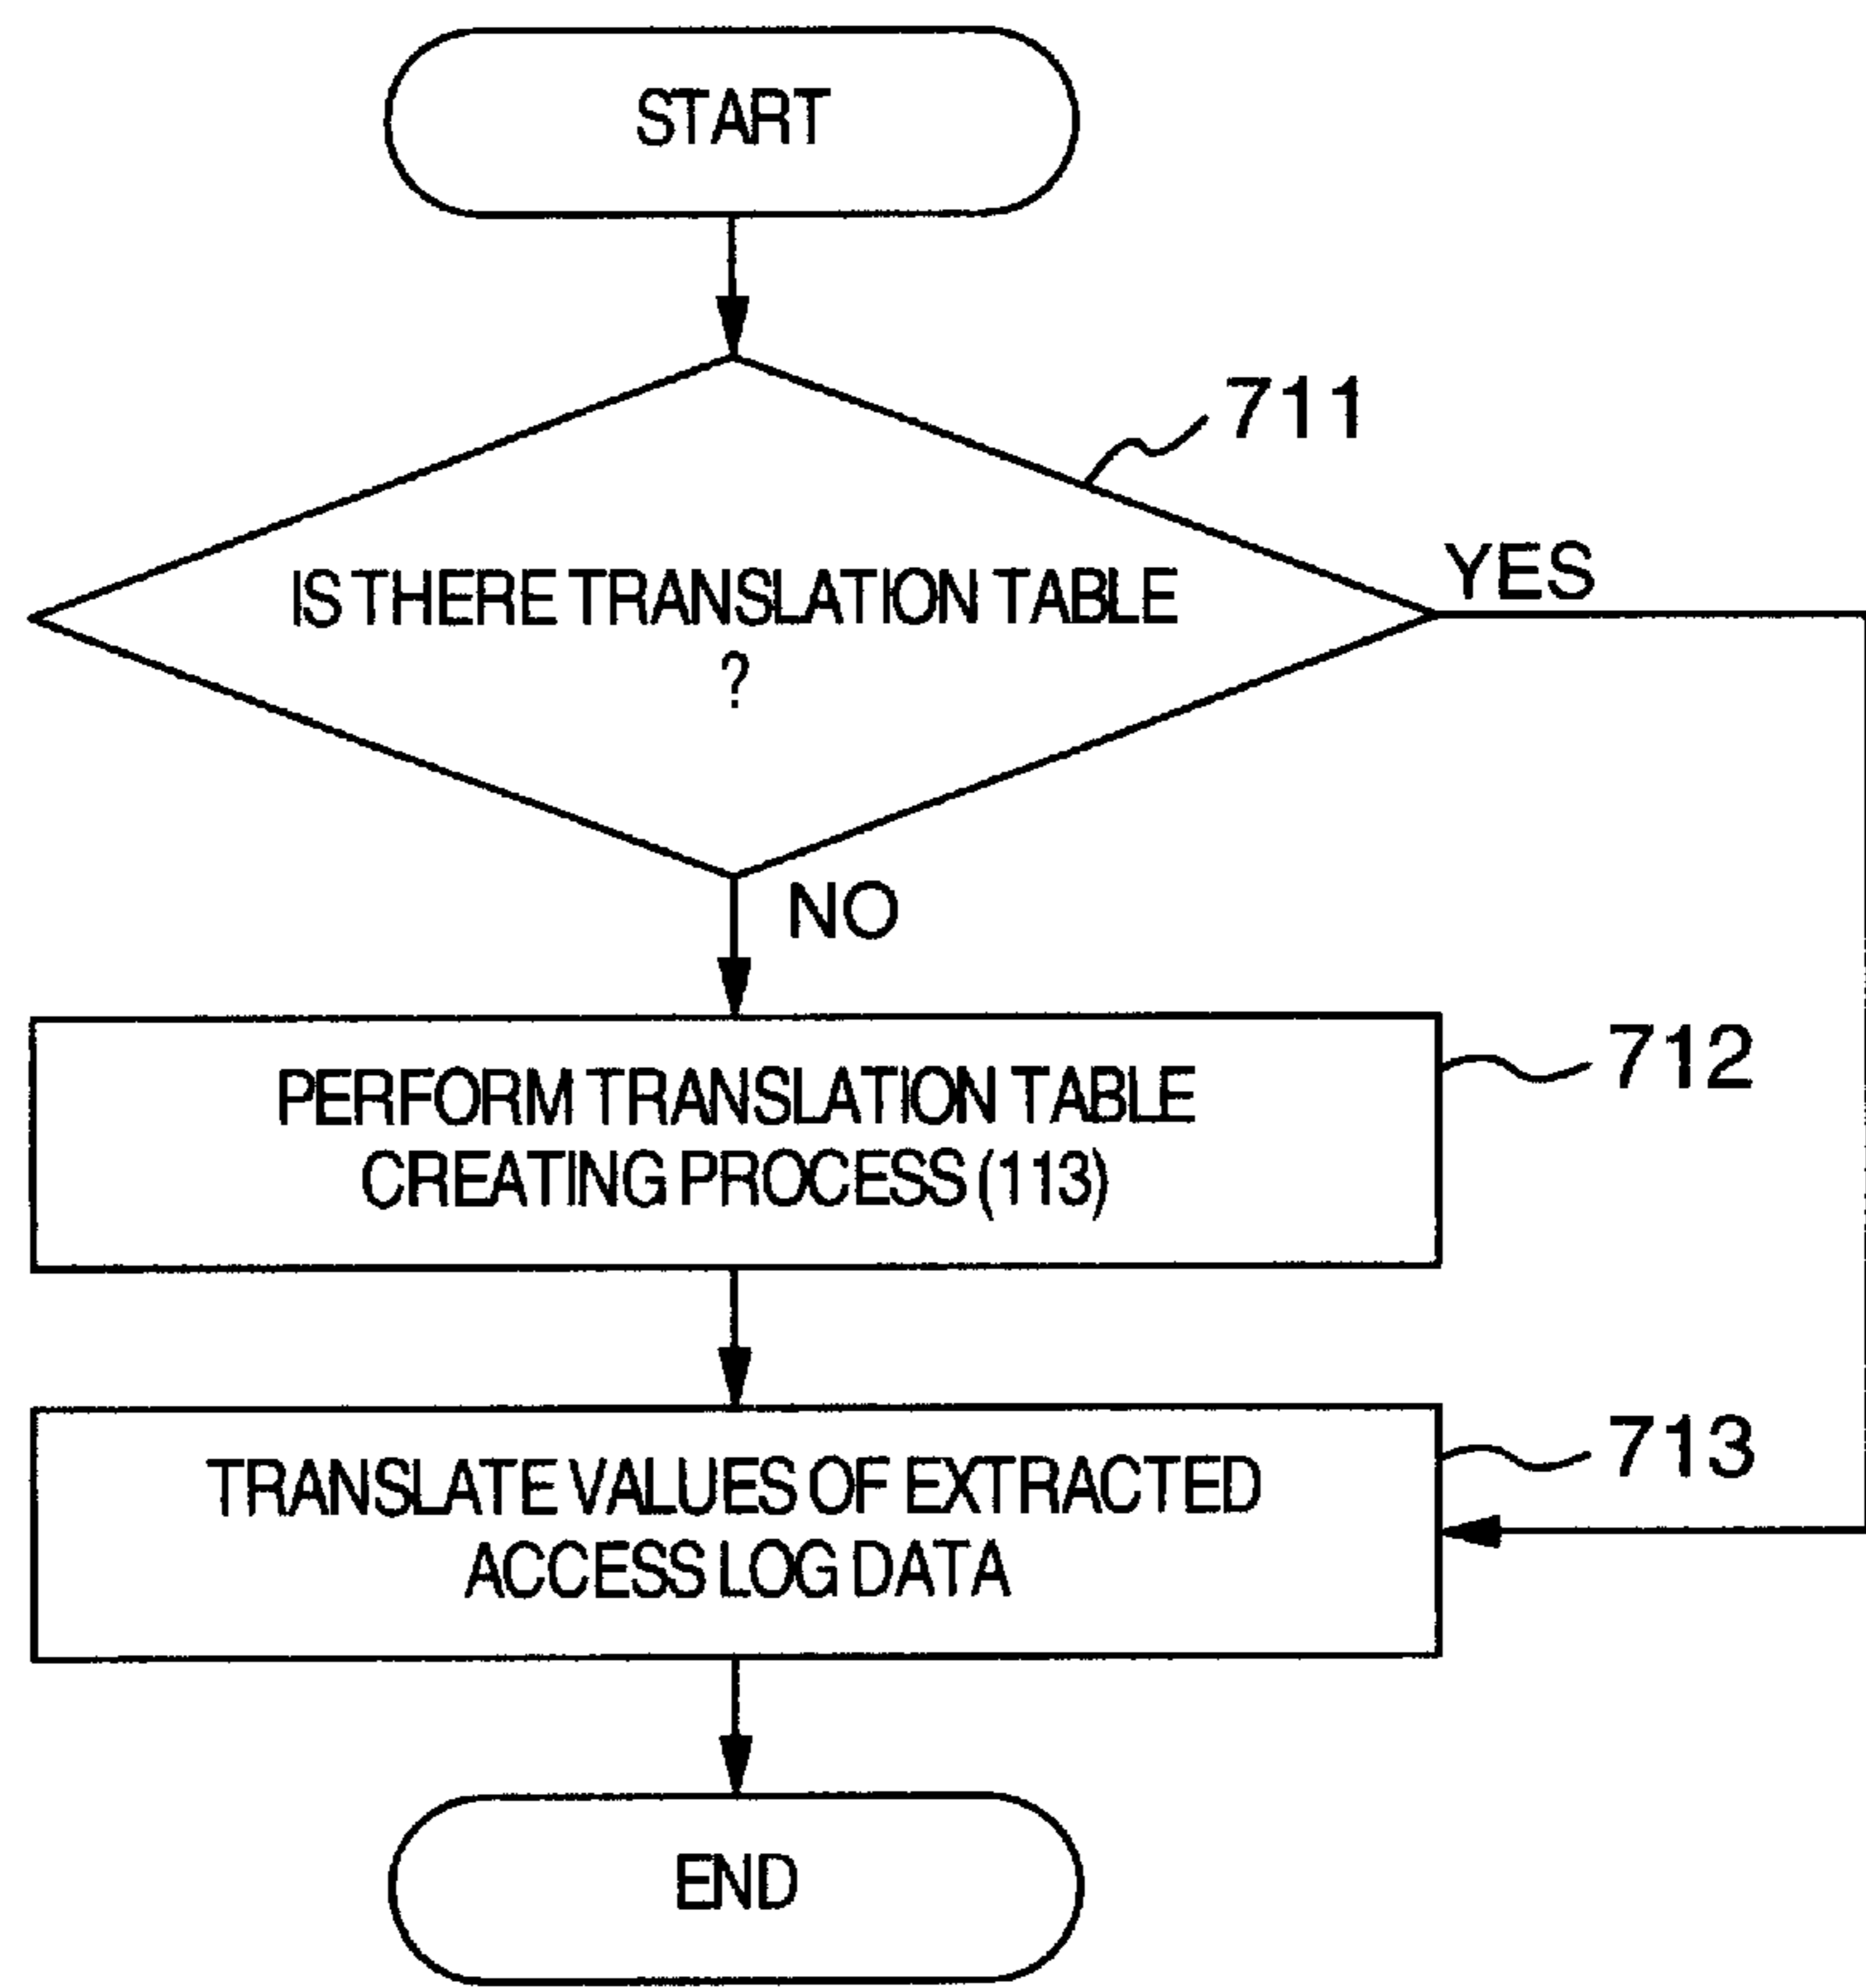 START
711
IS THERE TRANSLATION TABLE
?
YES
NO
PERFORM TRANSLATION TABLE
CREATING PROCESS (113)
712
TRANSLATE VALUES OF EXTRACTED
ACCESS LOG DATA
713
END